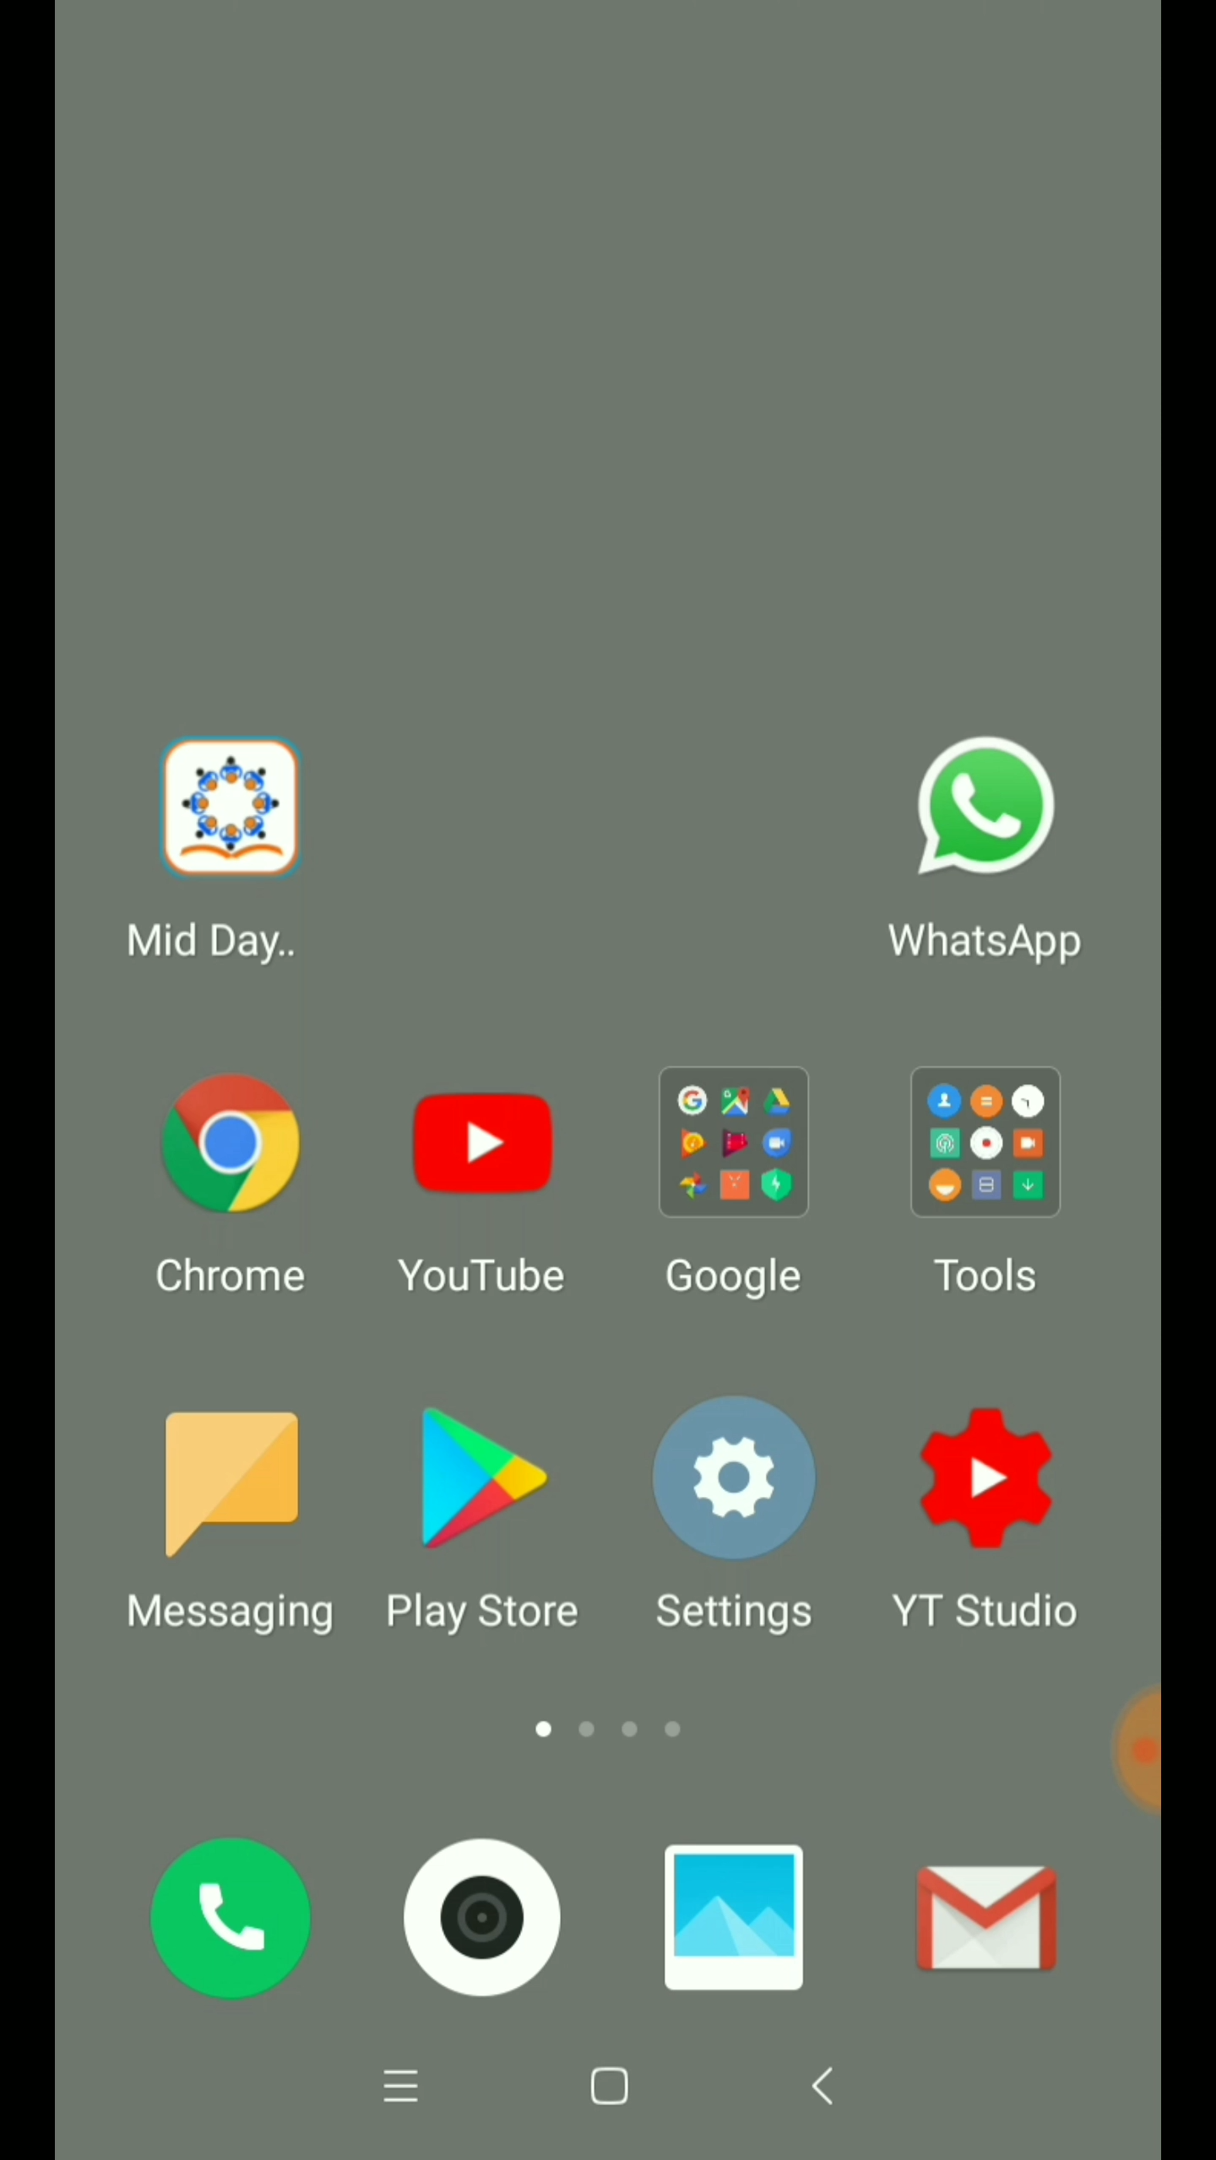 Mid Day..
WhatsApp
Chrome
YouTube
Google
Tools
Messaging
Play Store
Settings
YT Studio